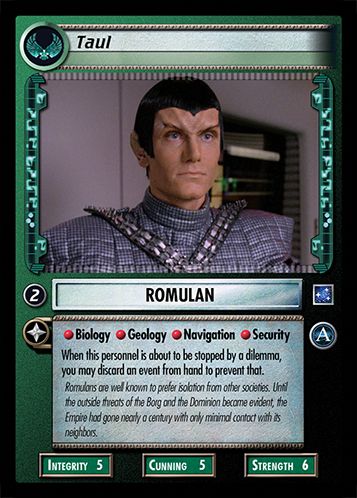 Taul
2
ROMULAN
Biology Geology Navigation Security
When this personnel is about to be stopped by a dilemma,
you may discard an event from hand to prevent that.
Romulans are well known to prefer isolation from other societies. Until
the outside threats of the Borg and the Dominion became evident, the
Empire had gone nearly a century with only minimal contact with its
neighbors.
A
INTEGRITY 5 CUNNING 5 STRENGTH 6